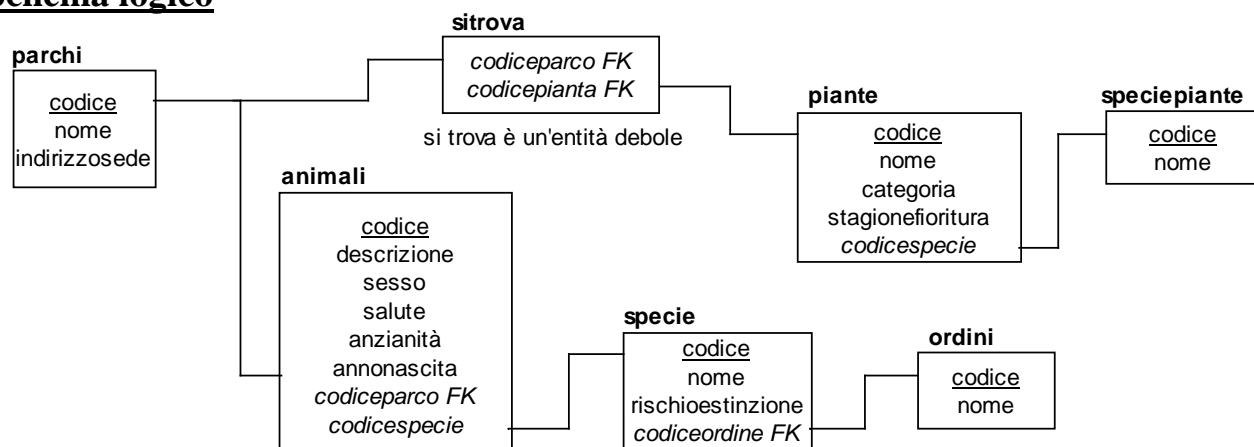 schema logico
parchi
codice
nome
indirizzosede
sitrova
codiceparco FK
codicepianta FK
si trova è un'entità debole
piante
codice
nome
categoria
stagionefioritura
codicespecie
speciepiante
codice
nome
animali
codice
descrizione
sesso
salute
anzianità
annonascita
codiceparco FK
codicespecie
specie
codice
nome
rischioestinzione
codiceordine FK
ordini
codice
nome